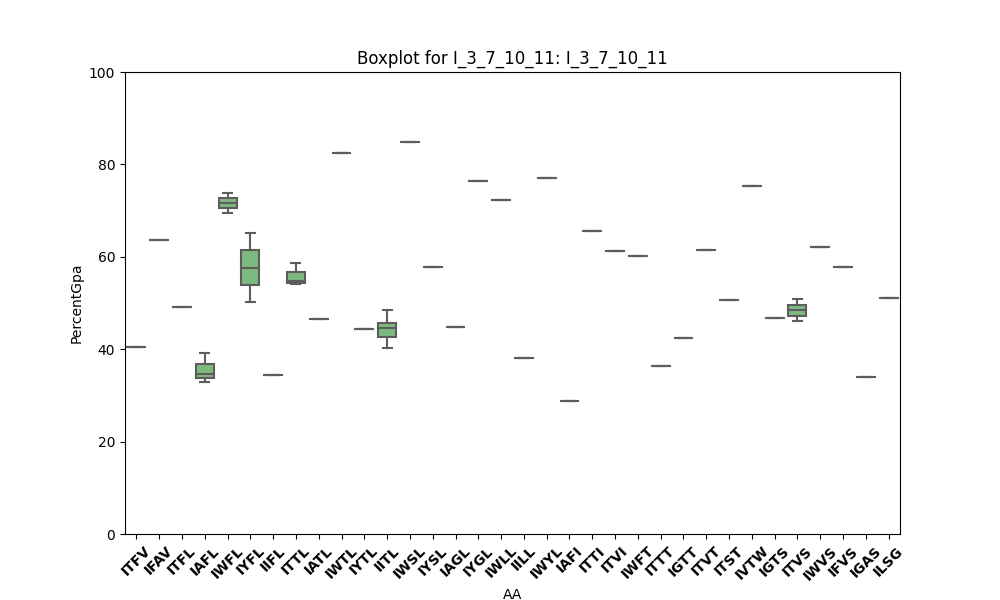 Boxplot for I_3_7_10_11: I_3_7_10_11
100
80
60
40
20
0
PercentGpa
ITFV IFAV ITFL IAFL IWFL IYFL IIFL ITTL IATL IWTL IYTL IITL IWSL IYSL IAGL IYGL IWLL IILL IWYL IAFI ITTI ITVI IWFT ITTT IGTT ITVT ITST IVTW IGTS ITVS IWVS IFVS IGAS ILSG
AA